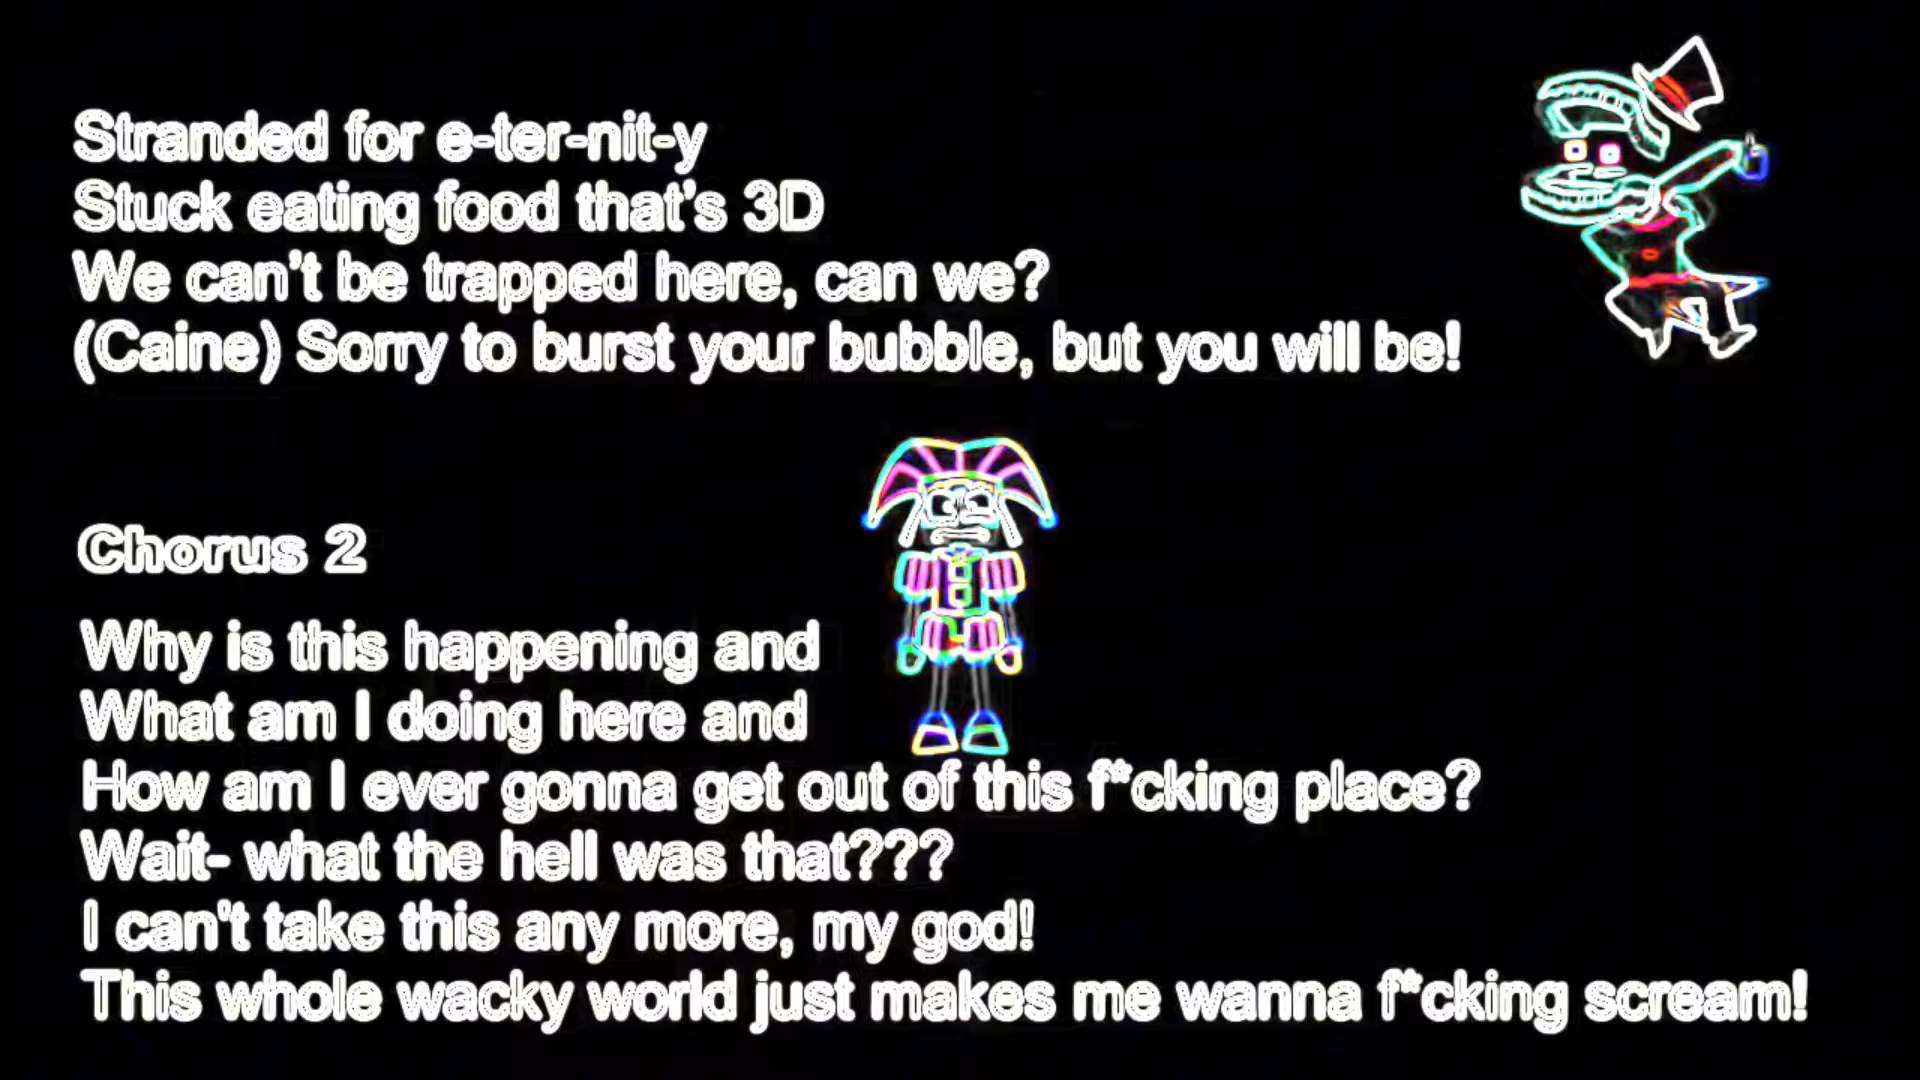 Stranded for e-ter-nit-y
Stuck eating food that's 3D
We can't be trapped here, can we?
(Caine) Sorry to burst your bubble, but you will be!
Chorus 2
Why is this happening and
What am I doing here and
How am I ever gonna get out of this f*cking place?
Wait- what the hell was that???
I can't take this any more, my god!
This whole wacky world just makes me wanna f*cking scream!